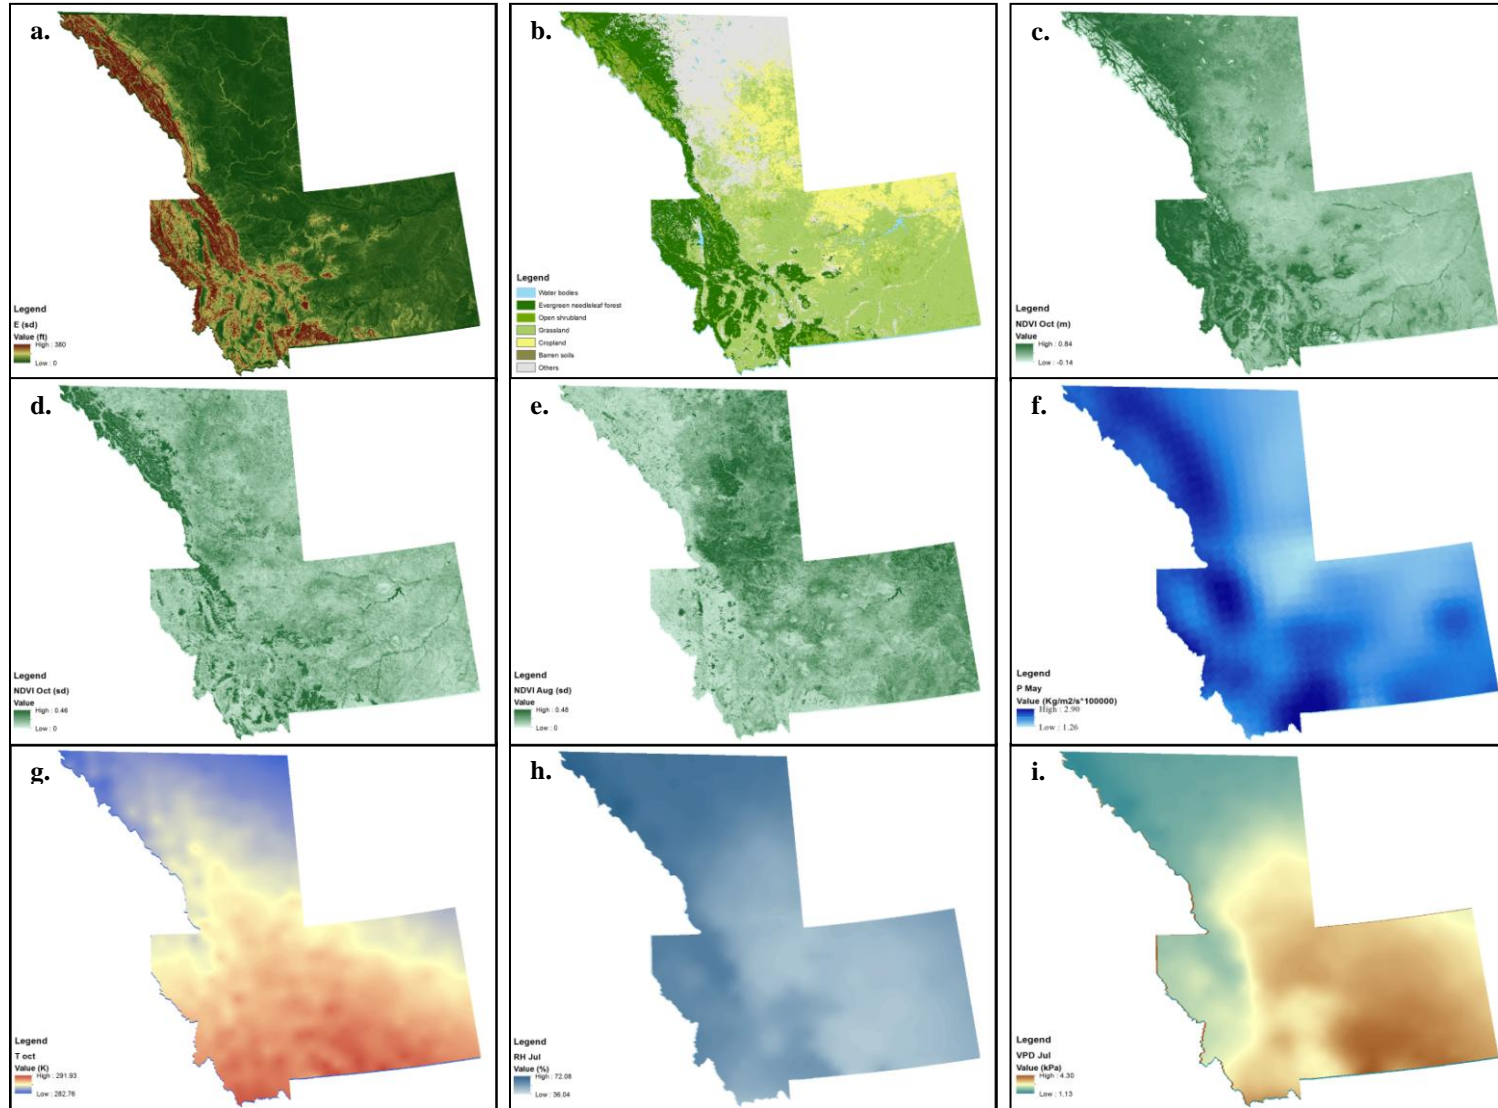 a.
Legend
E (sd)
Value (ft)
High : 380
Low : 0
b.
Legend
Water bodies
Evergreen needleleaf forest
Open shrubland
Grassland
Cropland
Barren soils
Others
c.
Legend
NDVI Oct (m)
Value
High : 0.84
Low : -0.14
d.
Legend
NDVI Oct (sd)
Value
High : 0.46
Low : 0
e.
Legend
NDVI Aug (sd)
Value
High : 0.48
Low : 0
f.
Legend
P May
Value (Kg/m2/s*100000)
High : 2.90
Low : 1.26
g.
Legend
T oct
Value (K)
High : 291.93
Low : 282.76
h.
Legend
RH Jul
Value (%)
High : 72.08
Low : 36.04
i.
Legend
VPD Jul
Value (kPa)
High : 4.30
Low : 1.13